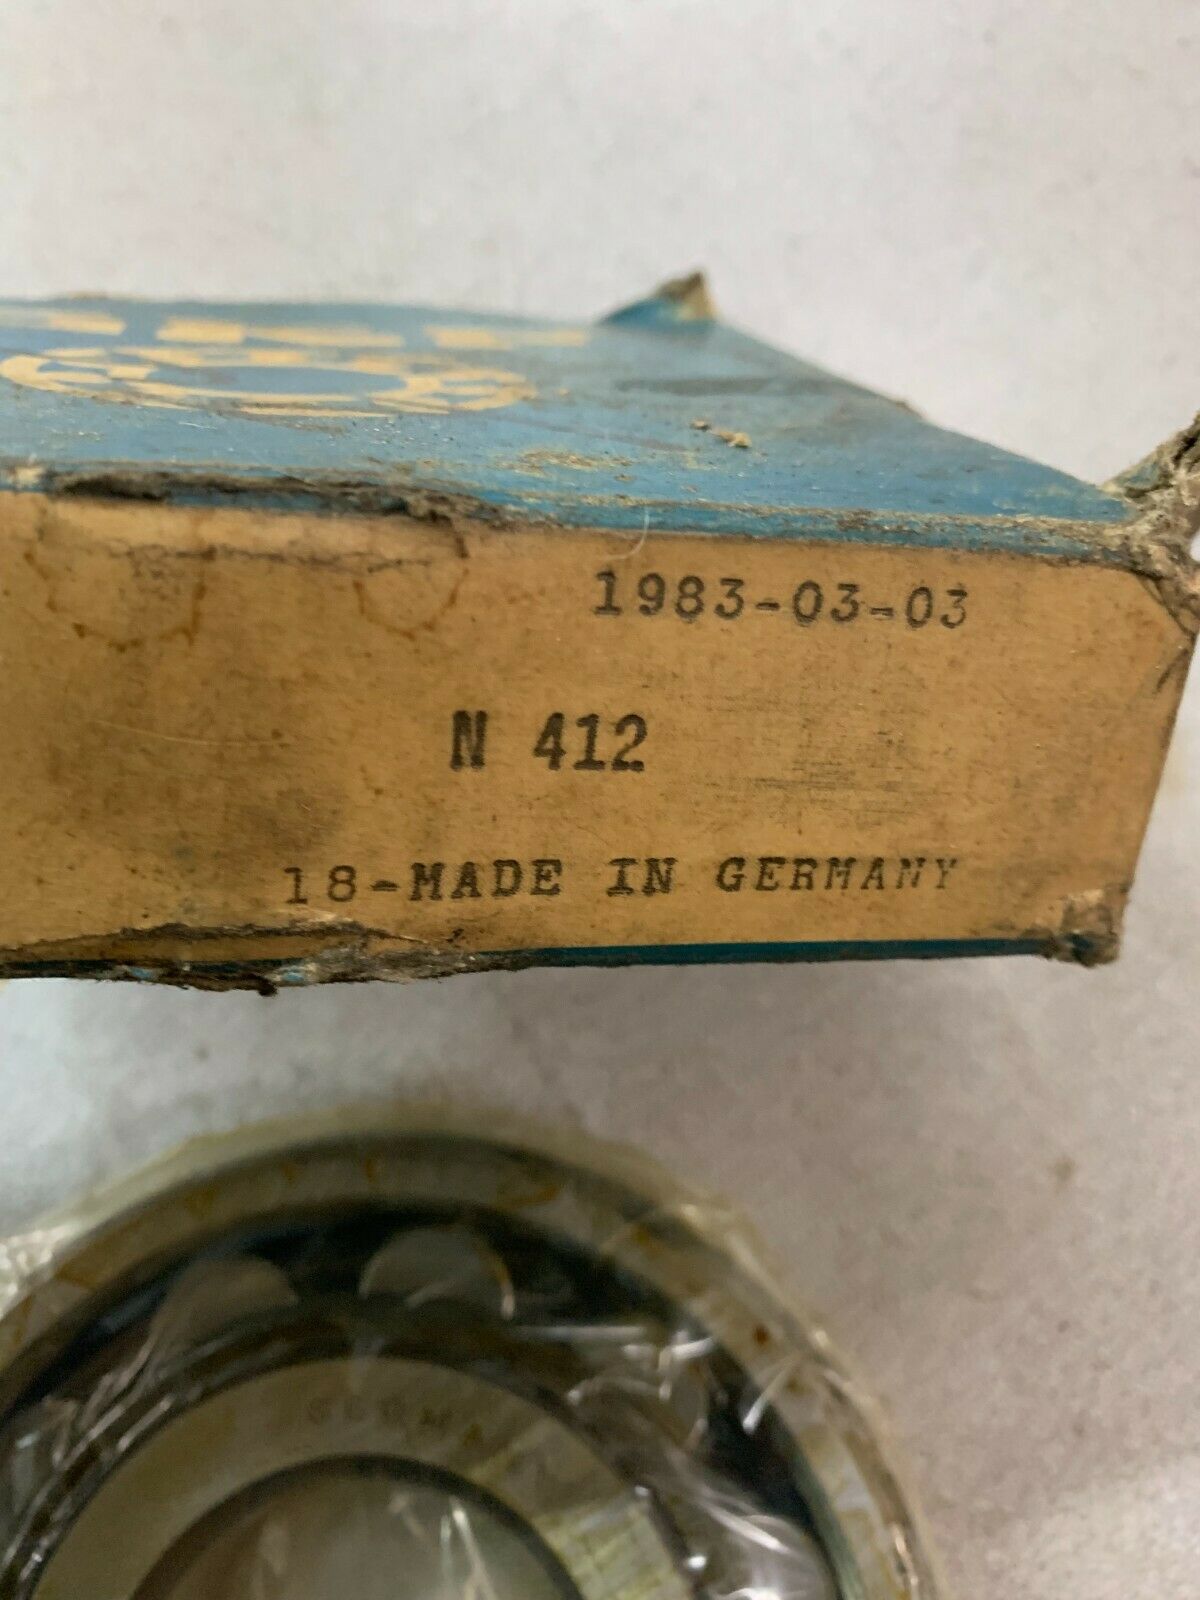 1983-03-03
N 412
18-MADE IN GERMANY